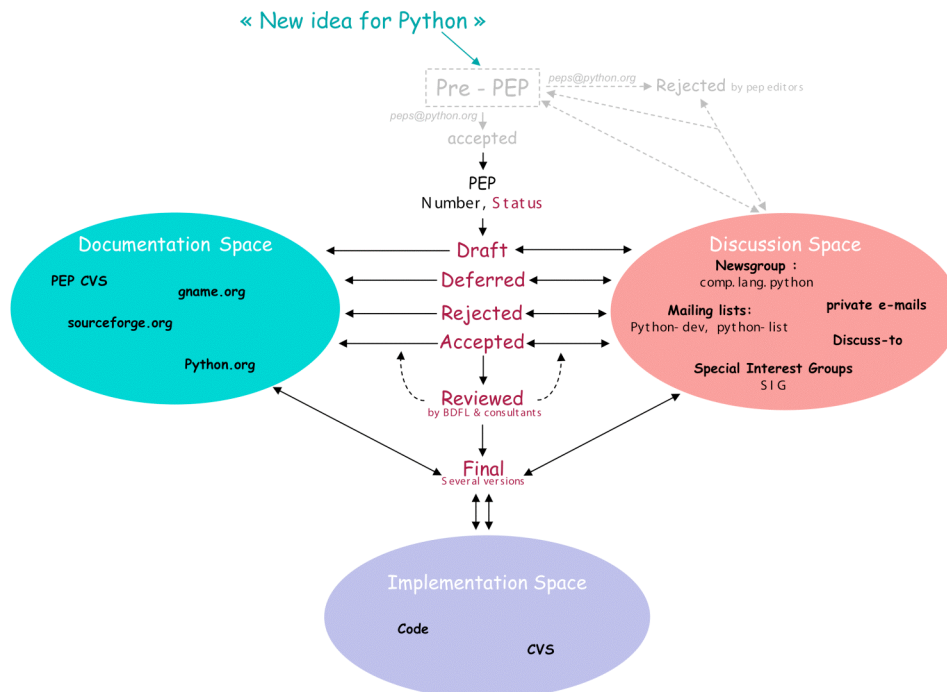 « New idea for Python »
peps@python.org
Pre - PEP
Rejected by pep editors
peps@python.org
accepted
PEP
Number, Status
Documentation Space
PEP CVS
gname.org
sourceforge.org
Python.org
Draft
Deferred
Rejected
Accepted
Reviewed
by BDFL & consultants
Final
Several versions
Discussion Space
Newsgroup :
comp.lang.python
Mailing lists:
Python-dev, python-list
private e-mails
Discuss-to
Special Interest Groups
SIG
Implementation Space
Code
CVS